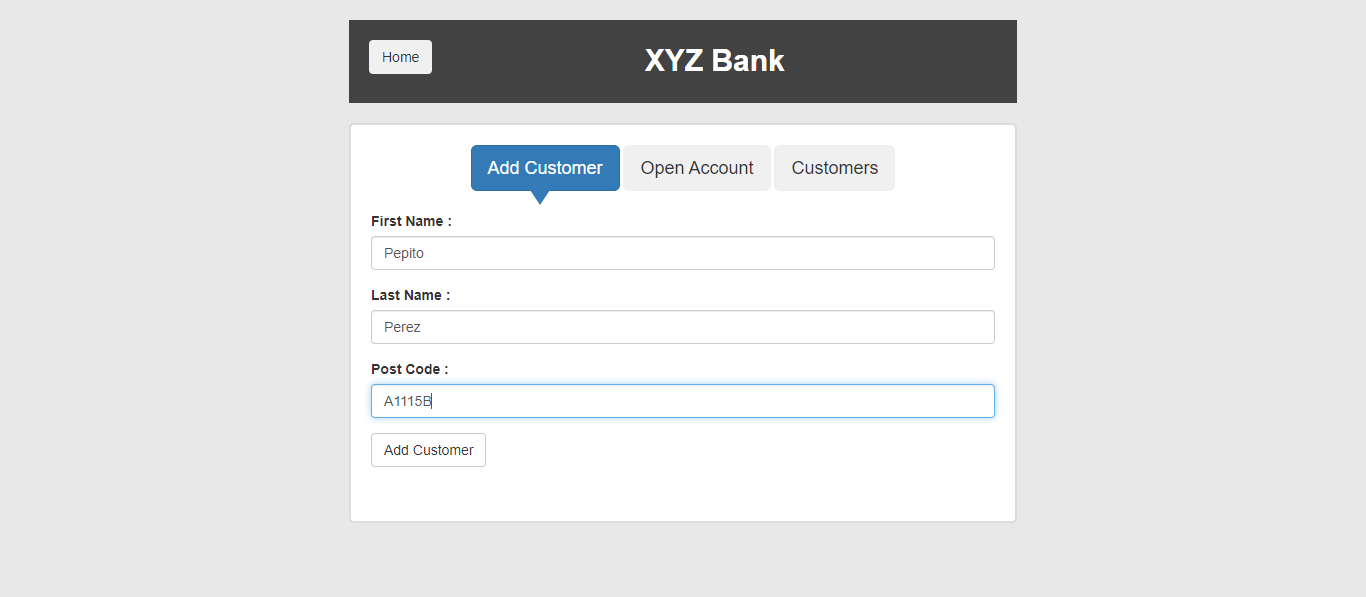 Home
XYZ Bank
Add Customer
Open Account
Customers
First Name :
Pepito
Last Name :
Perez
Post Code :
A1115B
Add Customer